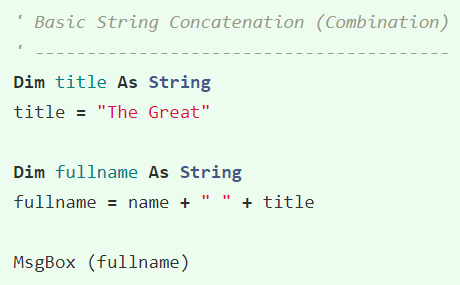 ' Basic String Concatenation (Combination)
' ----------------------------------------
Dim title As String
title = "The Great"
Dim fullname As String
fullname = name + " " + title
MsgBox (fullname)